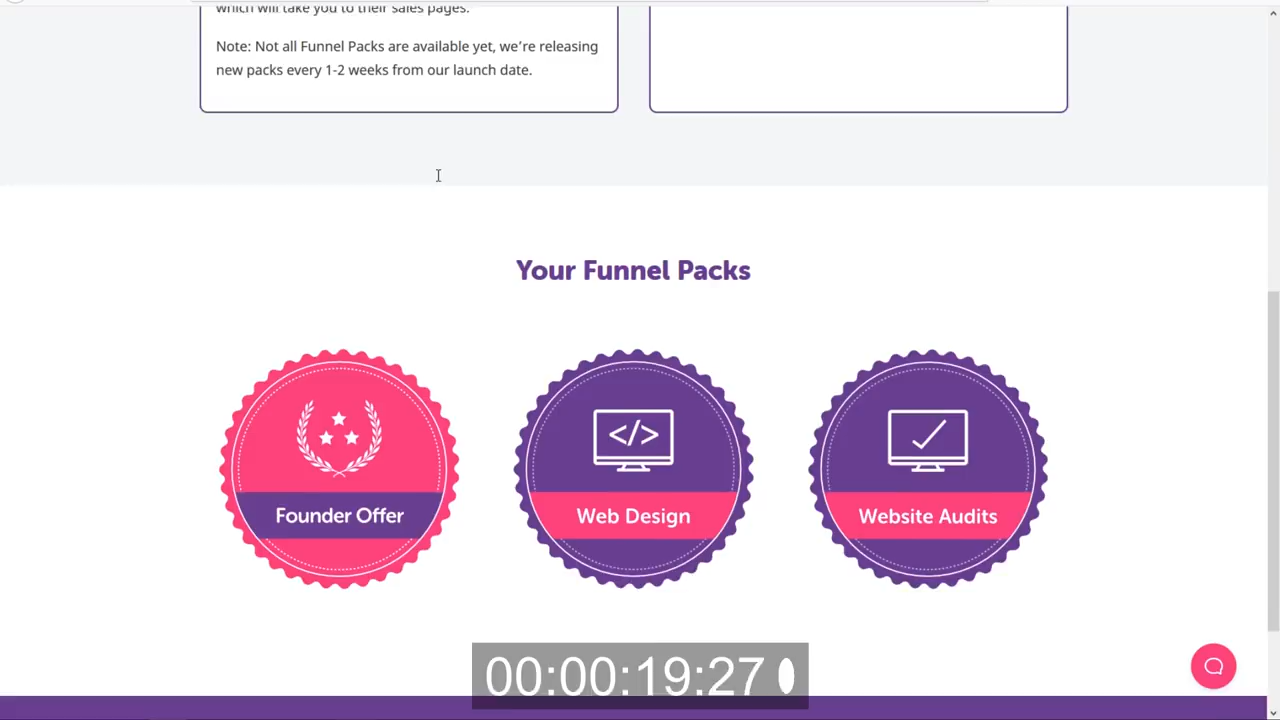 which will take you to their sales pages.
Note: Not all Funnel Packs are available yet, we're releasing
new packs every 1-2 weeks from our launch date.
Your Funnel Packs
Founder Offer
</>
Web Design
Website Audits
00:00:19:27